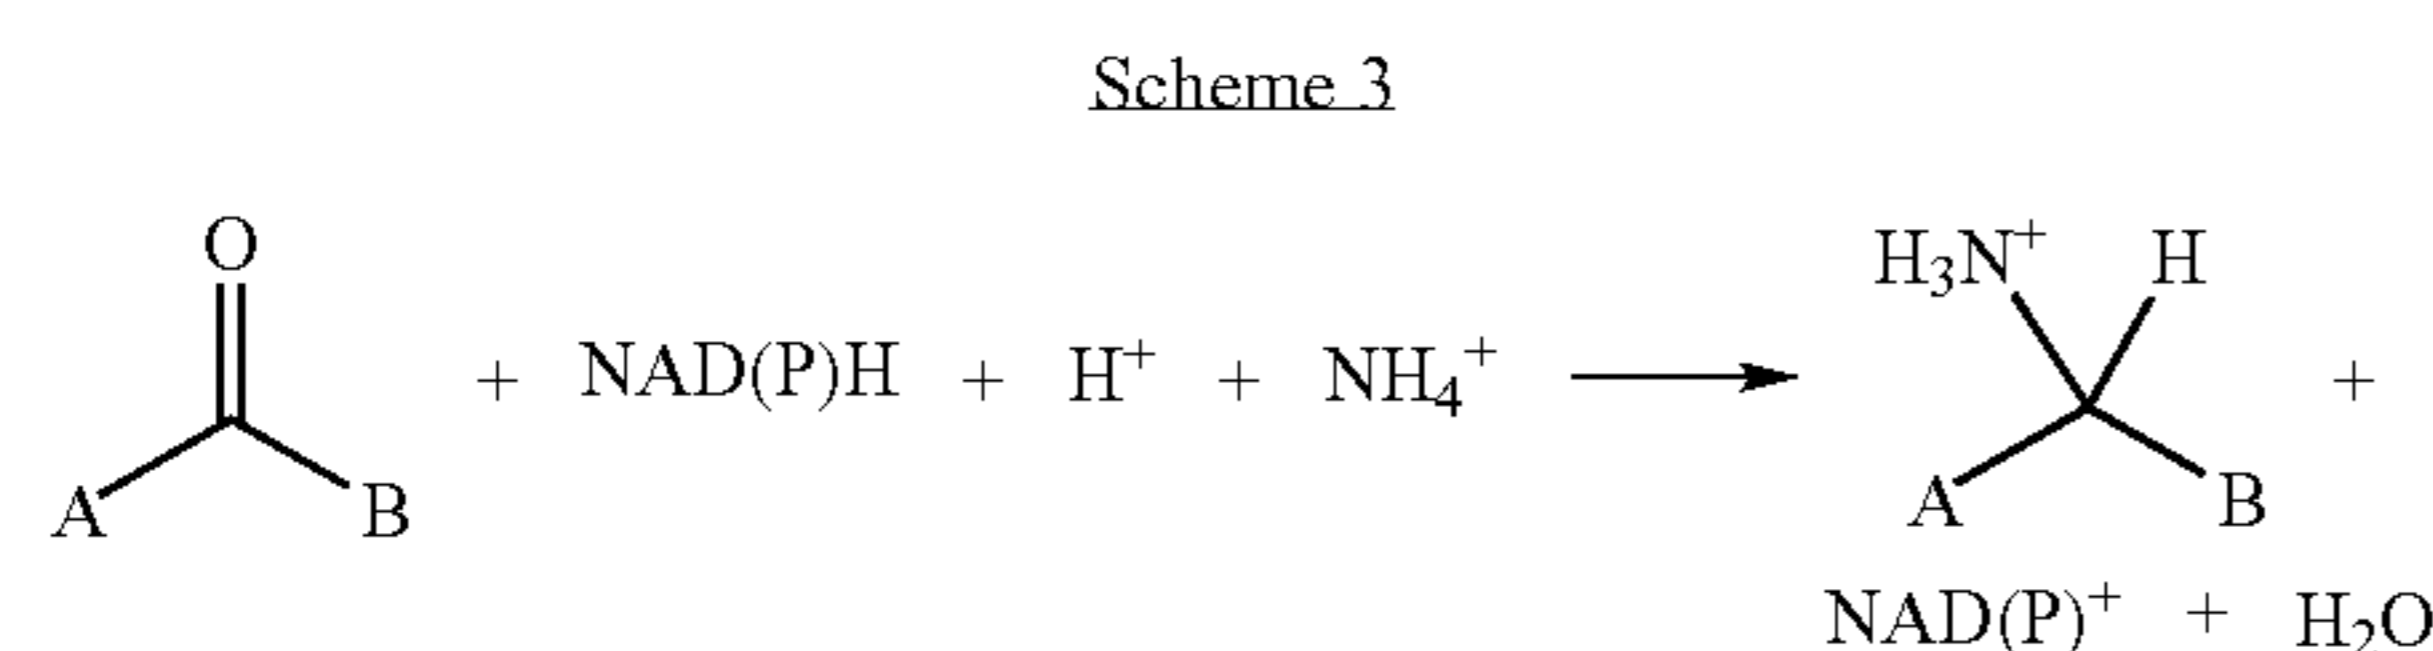 Scheme 3
O
A B + NAD(P)H + H⁺ + NH₄⁺ H₃N⁺ H A B +
NAD(P)⁺ + H₂O